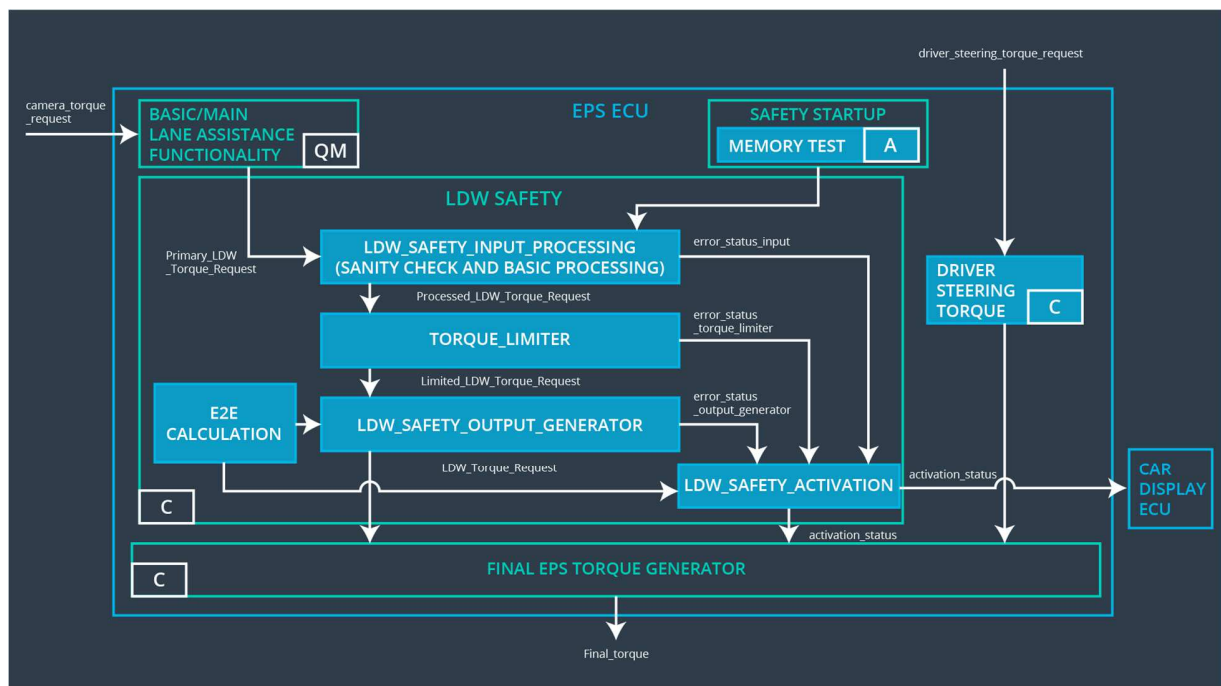 driver_steering_torque_request
camera_torque
_request
EPS ECU
BASIC/MAIN
LANE ASSISTANCE
FUNCTIONALITY
QM
SAFETY STARTUP
MEMORY TEST
A
LDW SAFETY
Primary_LDW
_Torque_Request
LDW_SAFETY_INPUT_PROCESSING
(SANITY CHECK AND BASIC PROCESSING)
error_status_input
DRIVER
STEERING
TORQUE
C
Processed_LDW_Torque_Request
TORQUE_LIMITER
error_status
_torque_limiter
Limited_LDW_Torque_Request
E2E
CALCULATION
LDW_SAFETY_OUTPUT_GENERATOR
error_status
_output_generator
LDW_Torque_Request
LDW_SAFETY_ACTIVATION
activation_status
CAR
DISPLAY
ECU
C
activation_status
FINAL EPS TORQUE GENERATOR
C
Final_torque